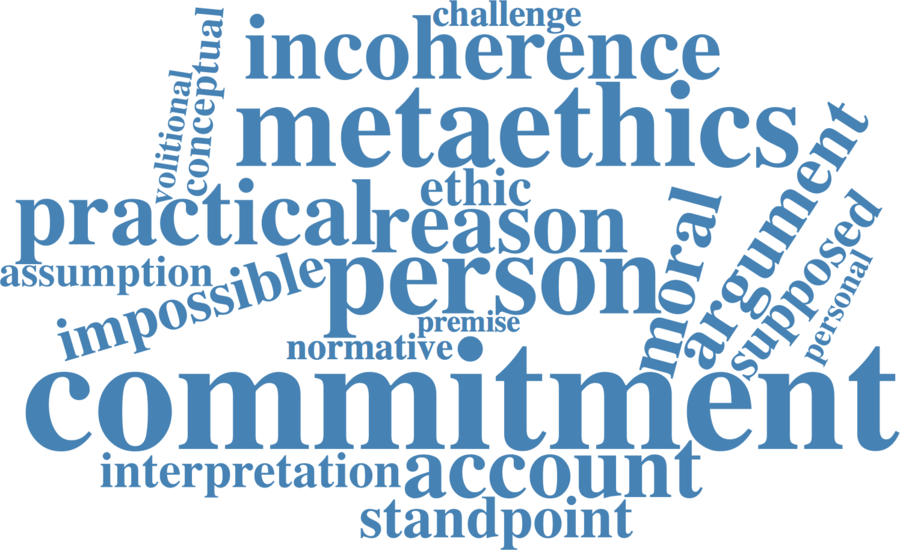 challenge
incoherence
conceptual
volitional
metaethics
argument
ethic
practical
reason
moral
supposed
assumption
impossible
person
personal
premise
normative
commitment
interpretation
account
standpoint